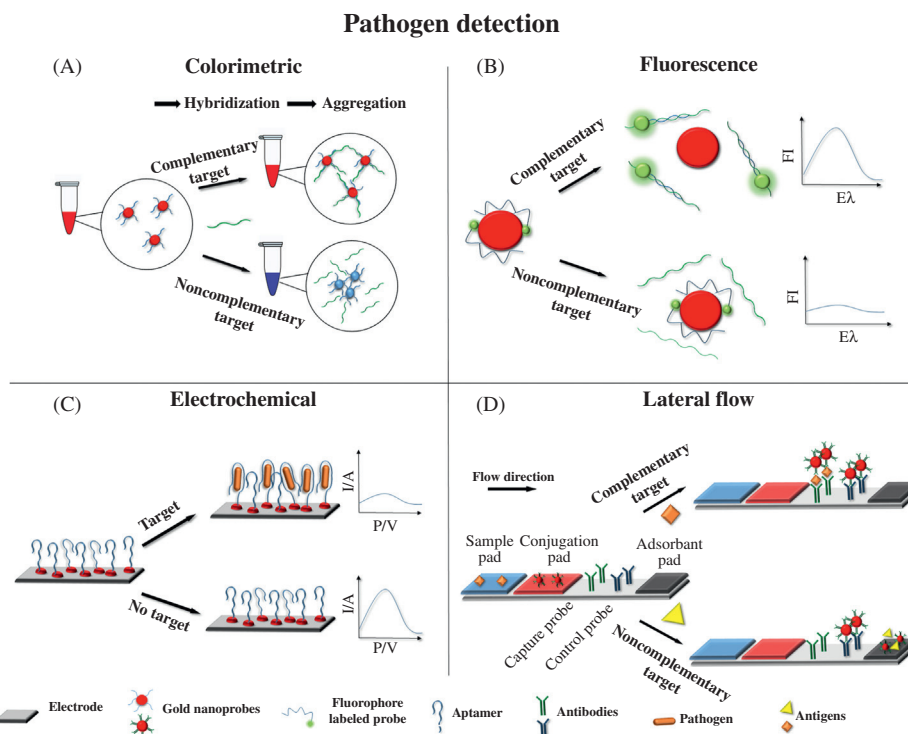 Pathogen detection
(A)
Colorimetric
Hybridization
Aggregation
Complementary
target
Noncomplementary
target
(B)
Fluorescence
Complementary
target
Noncomplementary
target
FI
Eλ
FI
Eλ
(C)
Electrochemical
Target
No target
I/A
P/V
I/A
P/V
(D)
Lateral flow
Flow direction
Complementary
target
Sample
pad
Conjugation
pad
Adsorbant
pad
Capture probe
Control probe
Noncomplementary
target
Electrode
Gold nanoprobes
Fluorophore
labeled probe
Aptamer
Antibodies
Pathogen
Antigens